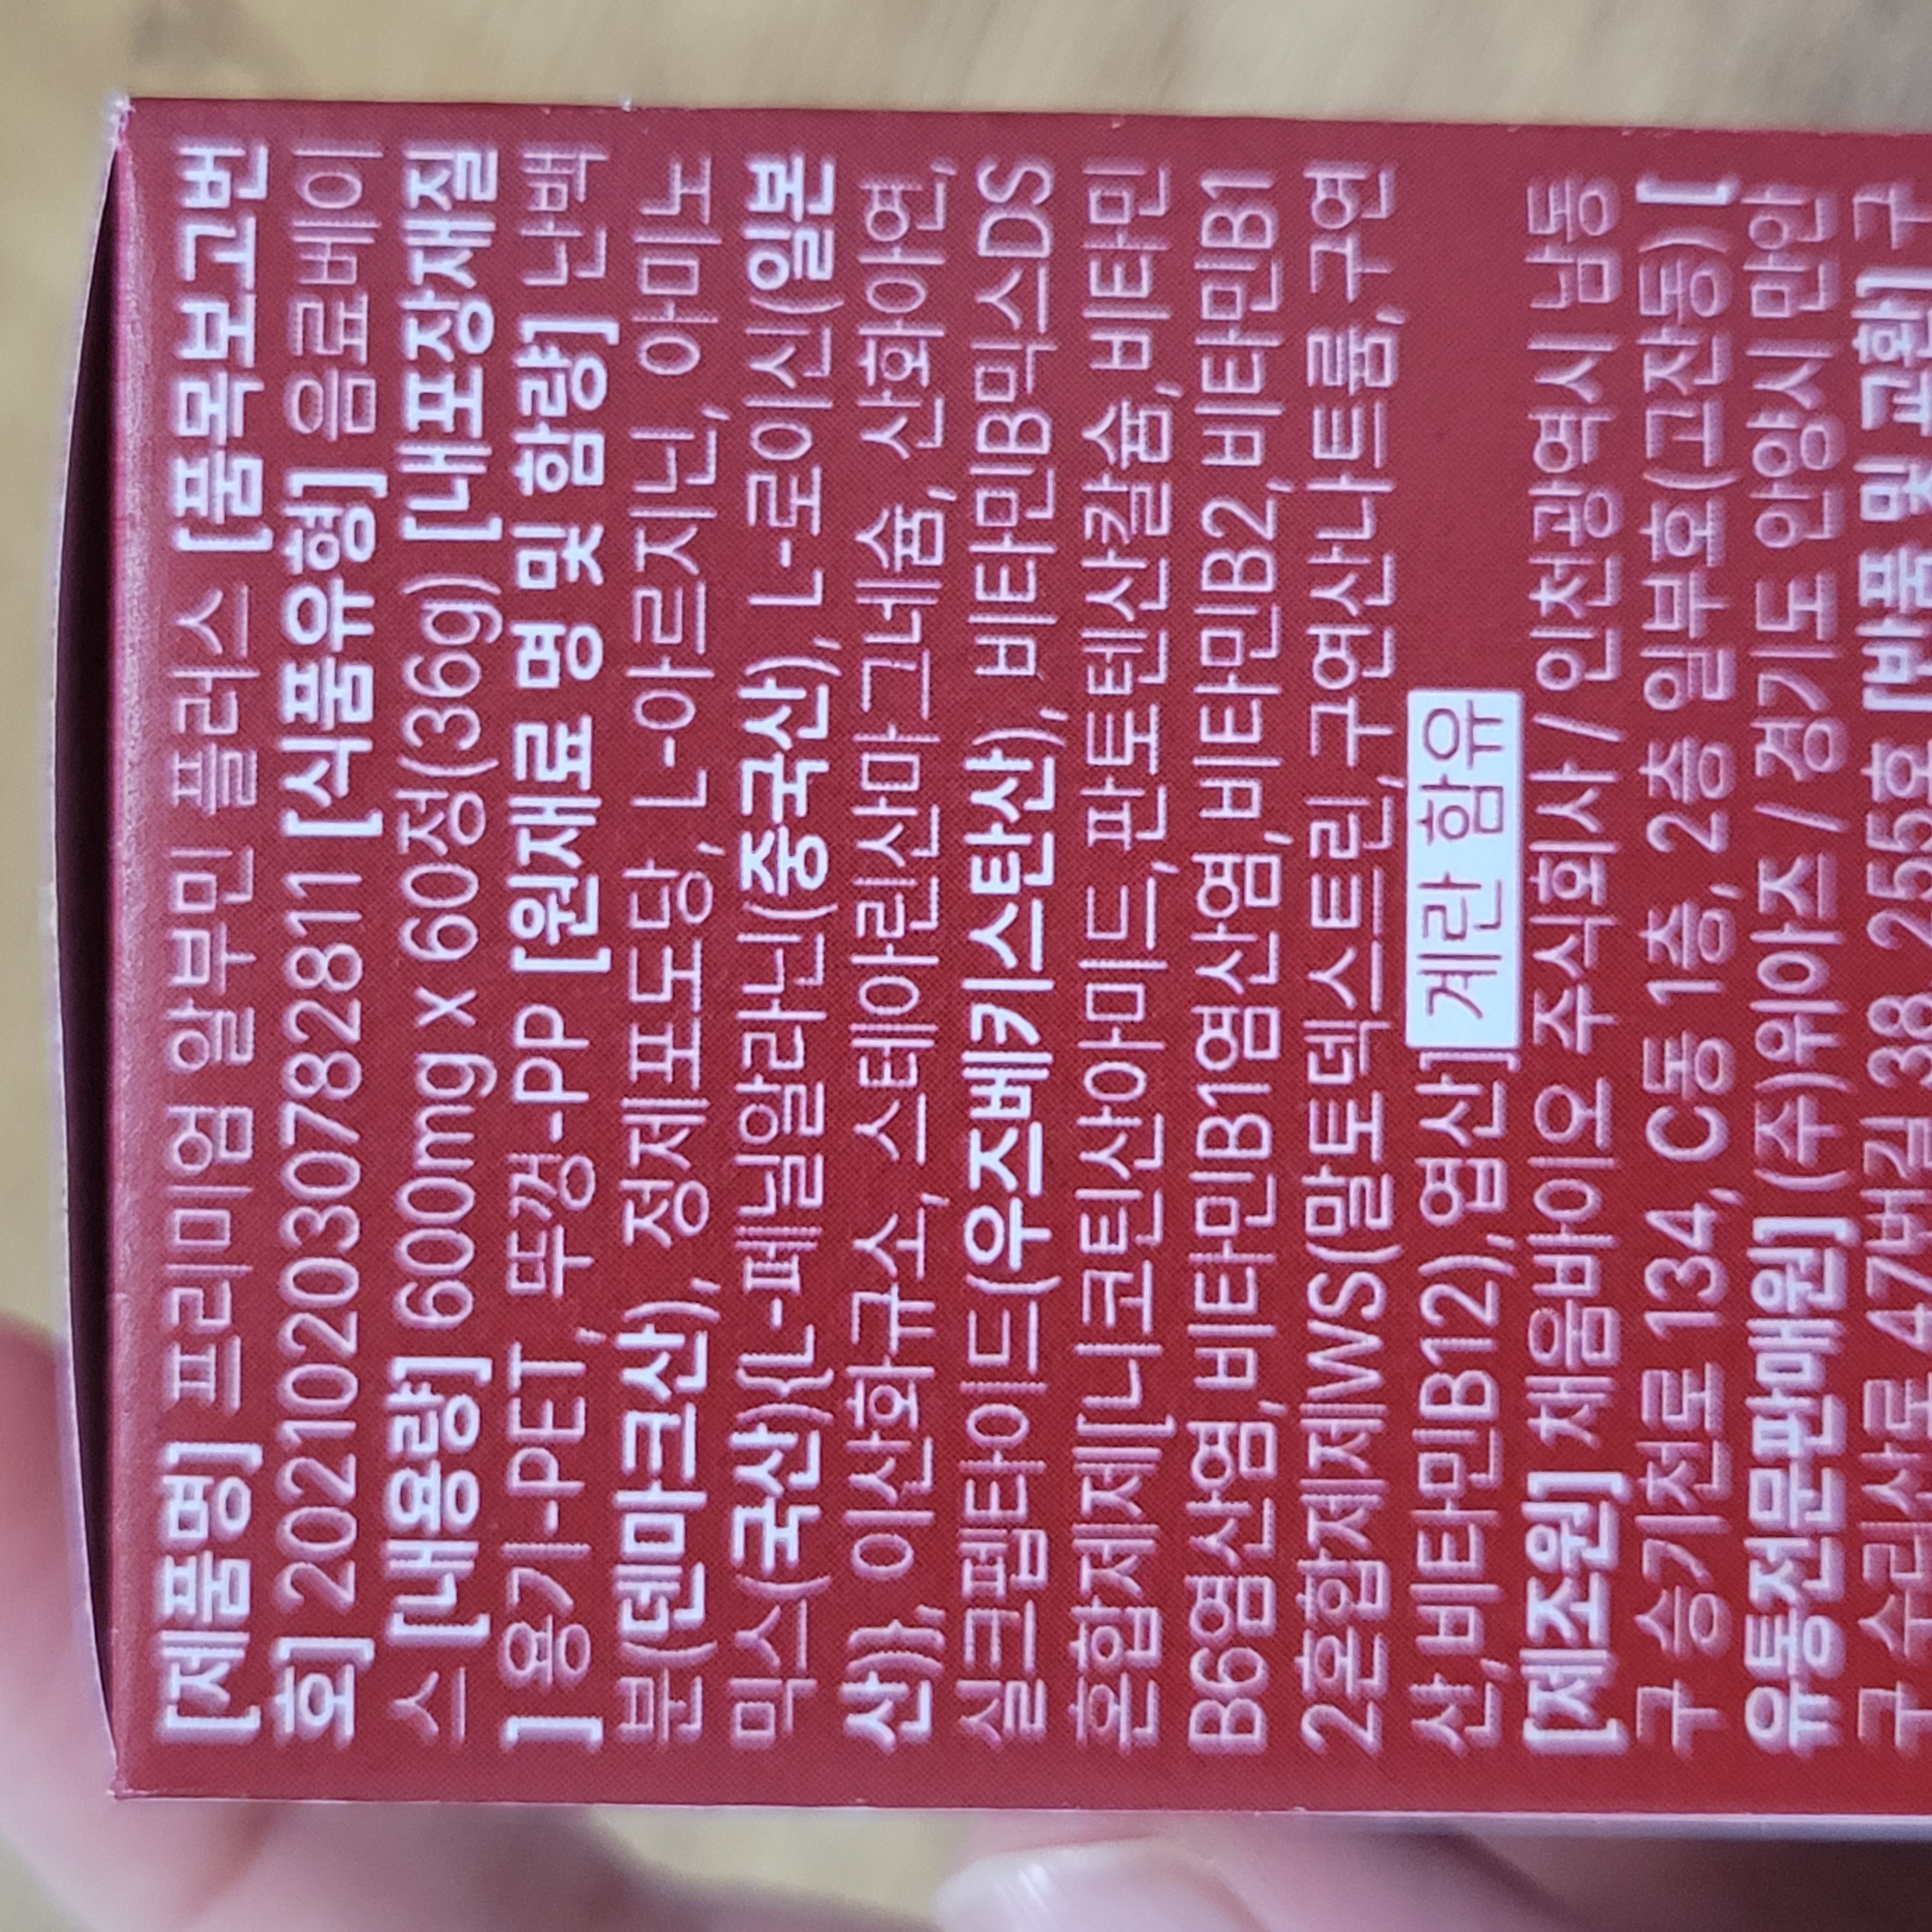 [제품명] 프리미엄 알부민 플러스 [품목보고번
호] 202102030782811 [식품유형] 음료베이
스 [내용량] 600mg x 60정(36g) [내포장재질
] 용기-PET, 뚜껑-PP [원재료 명 및 함량] 난백
분(덴마크산), 정제포도당, L-아르지닌, 아미노
믹스(국산){L-페닐알라닌(중국산), L-로이신(일본
산)}, 이산화규소, 스테아린산마그네슘, 산화아연,
실크펩타이드(우즈베키스탄산), 비타민B믹스DS
혼합제제[니코틴산아미드, 판토텐산칼슘, 비타민
B6염산염, 비타민B1염산염, 비타민B2, 비타민B1
2혼합제제WS(말토덱스트린, 구연산나트륨, 구연
산, 비타민B12), 엽산] 계란 함유
[제조원] 채움바이오 주식회사 / 인천광역시 남동
구 승기천로 134, C동 1층, 2층 일부호(고잔동) [
유통전문판매원] (주)위아즈 / 경기도 안양시 만안
구 수리산로 47번길 38 255호 [반품 및 교환] 구